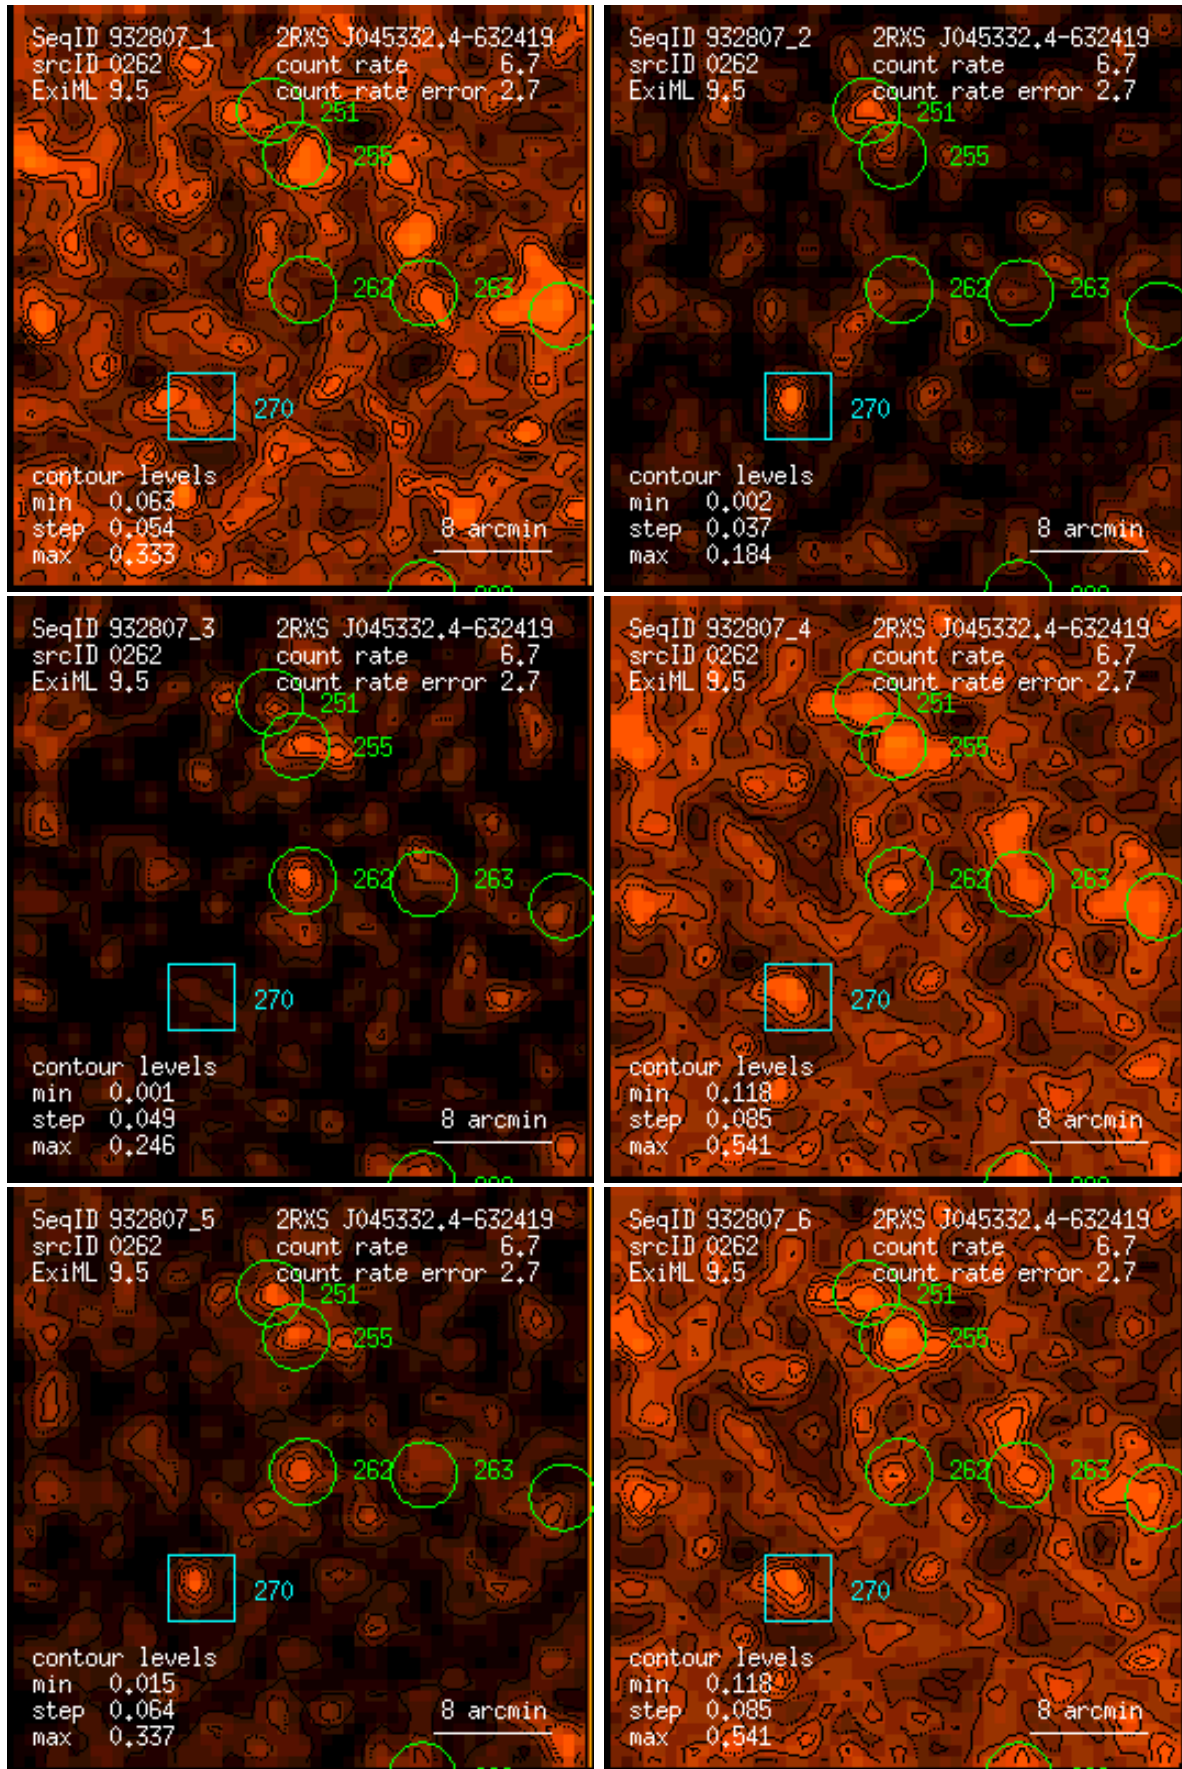 SeqID 932807_1 2RXS J045332.4-632419
srcID 0262 count rate 6.7
ExiML 9.5 count rate error 2.7
251
255
262 263
270
contour levels
min 0.063
step 0.054 8 arcmin
max 0.333
SeqID 932807_2 2RXS J045332.4-632419
srcID 0262 count rate 6.7
ExiML 9.5 count rate error 2.7
251
255
262 263
270
contour levels
min 0.002
step 0.037 8 arcmin
max 0.184
SeqID 932807_3 2RXS J045332.4-632419
srcID 0262 count rate 6.7
ExiML 9.5 count rate error 2.7
251
255
262 263
270
contour levels
min 0.001
step 0.049 8 arcmin
max 0.246
SeqID 932807_4 2RXS J045332.4-632419
srcID 0262 count rate 6.7
ExiML 9.5 count rate error 2.7
251
255
262 263
270
contour levels
min 0.118
step 0.085 8 arcmin
max 0.541
SeqID 932807_5 2RXS J045332.4-632419
srcID 0262 count rate 6.7
ExiML 9.5 count rate error 2.7
251
255
262 263
270
contour levels
min 0.015
step 0.064 8 arcmin
max 0.337
SeqID 932807_6 2RXS J045332.4-632419
srcID 0262 count rate 6.7
ExiML 9.5 count rate error 2.7
251
255
262 263
270
contour levels
min 0.118
step 0.085 8 arcmin
max 0.541